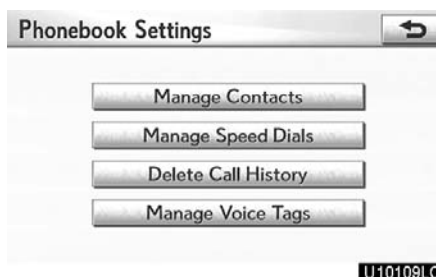 Phonebook Settings
Manage Contacts
Manage Speed Dials
Delete Call History
Manage Voice Tags
U10109LC